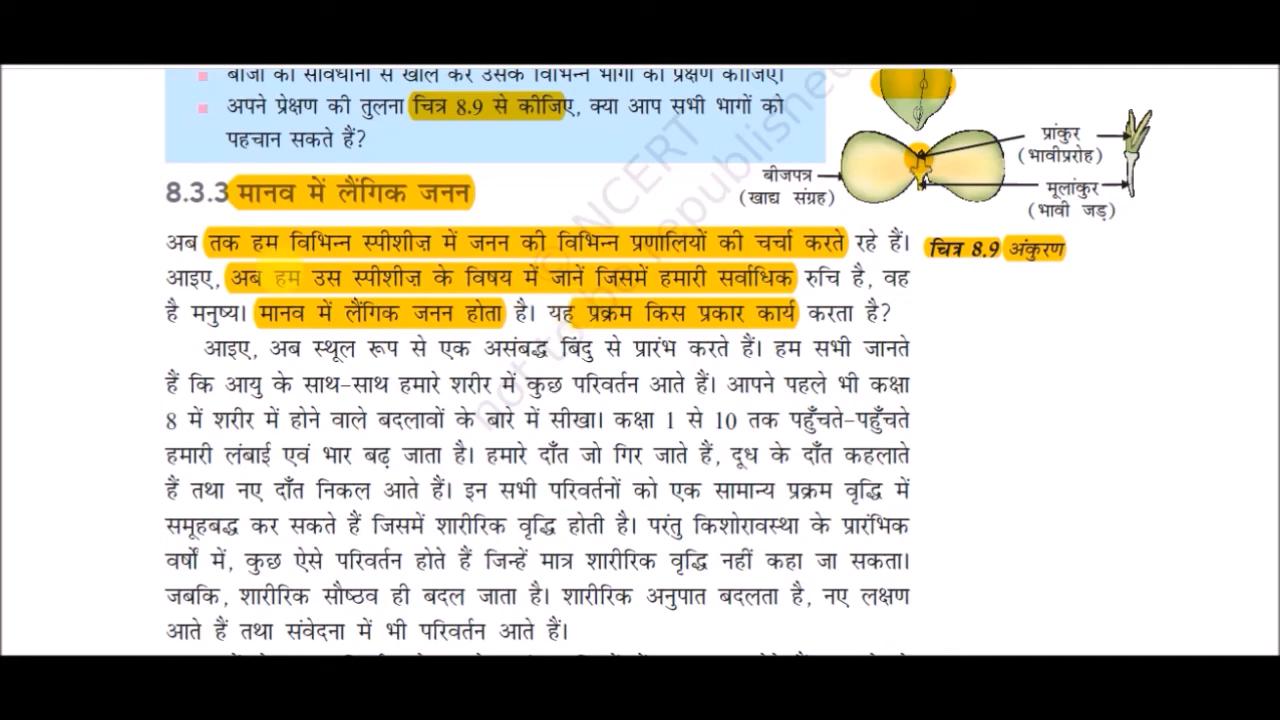 बीजों को सावधानी से खोल कर उसके विभिन्न भागों का प्रेक्षण कीजिए।
अपने प्रेक्षण की तुलना चित्र 8.9 से कीजिए, क्या आप सभी भागों को
पहचान सकते हैं?
प्रांकुर
(भावीप्ररोह)
बीजपत्र
(खाद्य संग्रह)
मूलांकुर
(भावी जड़)
चित्र 8.9 अंकुरण
8.3.3 मानव में लैंगिक जनन
अब तक हम विभिन्न स्पीशीज़ में जनन की विभिन्न प्रणालियों की चर्चा करते रहे हैं।
आइए, अब हम उस स्पीशीज़ के विषय में जानें जिसमें हमारी सर्वाधिक रुचि है, वह
है मनुष्य। मानव में लैंगिक जनन होता है। यह प्रक्रम किस प्रकार कार्य करता है?
आइए, अब स्थूल रूप से एक असंबद्ध बिंदु से प्रारंभ करते हैं। हम सभी जानते
हैं कि आयु के साथ-साथ हमारे शरीर में कुछ परिवर्तन आते हैं। आपने पहले भी कक्षा
8 में शरीर में होने वाले बदलावों के बारे में सीखा। कक्षा 1 से 10 तक पहुँचते-पहुँचते
हमारी लंबाई एवं भार बढ़ जाता है। हमारे दाँत जो गिर जाते हैं, दूध के दाँत कहलाते
हैं तथा नए दाँत निकल आते हैं। इन सभी परिवर्तनों को एक सामान्य प्रक्रम वृद्धि में
समूहबद्ध कर सकते हैं जिसमें शारीरिक वृद्धि होती है। परंतु किशोरावस्था के प्रारंभिक
वर्षों में, कुछ ऐसे परिवर्तन होते हैं जिन्हें मात्र शारीरिक वृद्धि नहीं कहा जा सकता।
जबकि, शारीरिक सौष्ठव ही बदल जाता है। शारीरिक अनुपात बदलता है, नए लक्षण
आते हैं तथा संवेदना में भी परिवर्तन आते हैं।
© NCERT
not to be republished